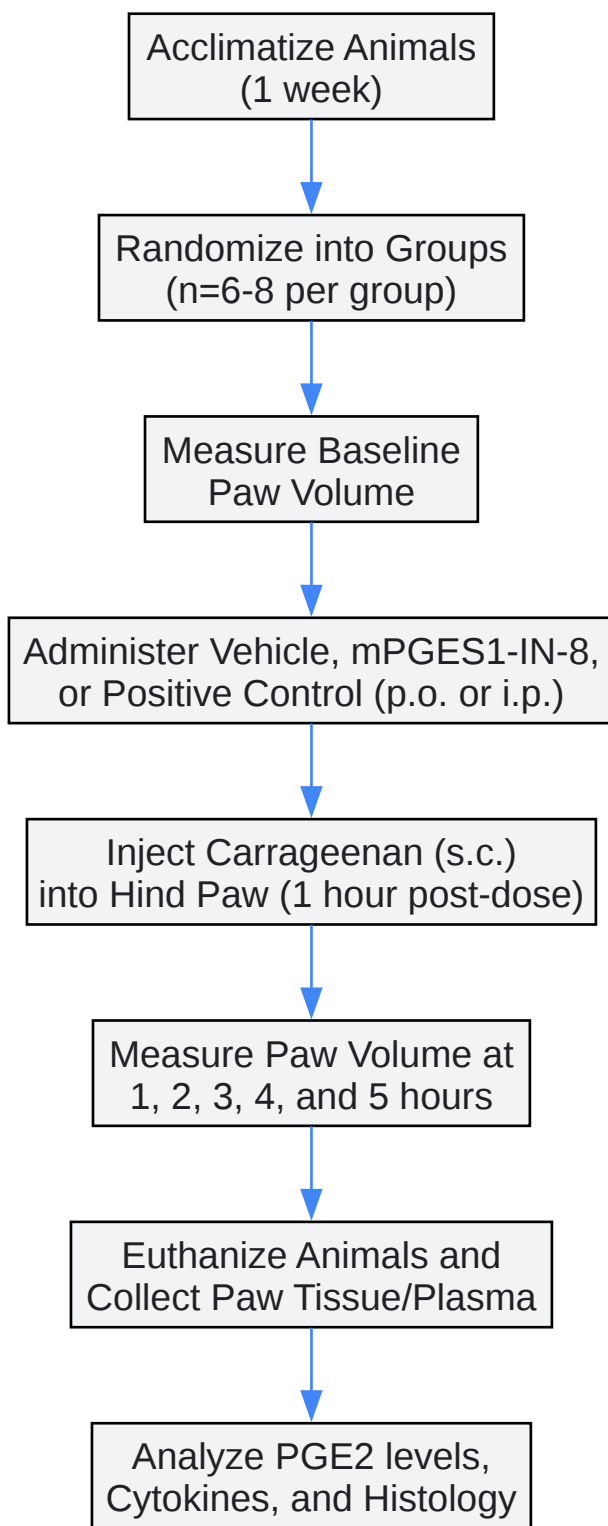 Acclimatize Animals
(1 week)
Randomize into Groups
(n=6-8 per group)
Measure Baseline
Paw Volume
Administer Vehicle, mPGES1-IN-8,
or Positive Control (p.o. or i.p.)
Inject Carrageenan (s.c.)
into Hind Paw (1 hour post-dose)
Measure Paw Volume at
1, 2, 3, 4, and 5 hours
Euthanize Animals and
Collect Paw Tissue/Plasma
Analyze PGE2 levels,
Cytokines, and Histology